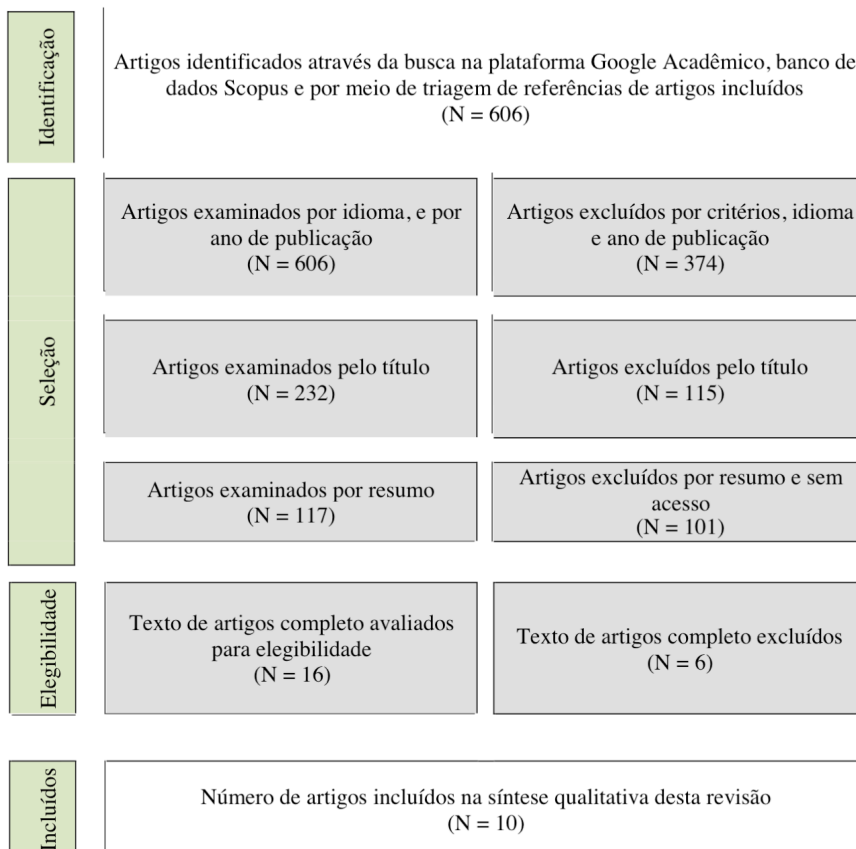 Identificação
Artigos identificados através da busca na plataforma Google Acadêmico, banco de
dados Scopus e por meio de triagem de referências de artigos incluídos
(N = 606)
Seleção
Artigos examinados por idioma, e por
ano de publicação
(N = 606)
Artigos excluídos por critérios, idioma
e ano de publicação
(N = 374)
Artigos examinados pelo título
(N = 232)
Artigos excluídos pelo título
(N = 115)
Artigos examinados por resumo
(N = 117)
Artigos excluídos por resumo e sem
acesso
(N = 101)
Elegibilidade
Texto de artigos completo avaliados
para elegibilidade
(N = 16)
Texto de artigos completo excluídos
(N = 6)
Incluídos
Número de artigos incluídos na síntese qualitativa desta revisão
(N = 10)